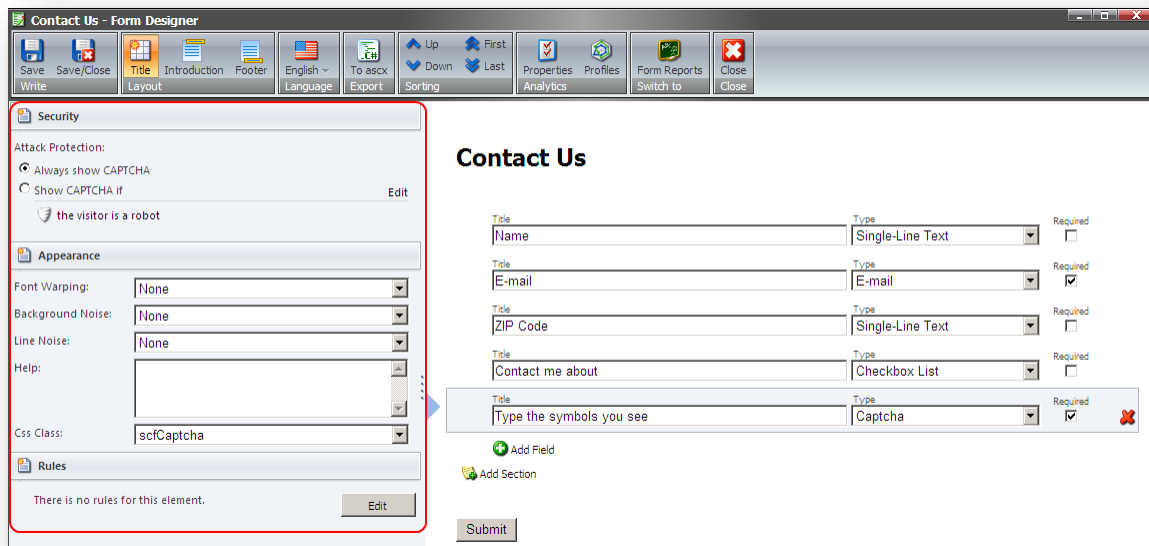 Contact Us - Form Designer
Save Save/Close Title Introduction Footer English To ascx Up First Down Last Properties Profiles Form Reports Close
C#
Write Layout Language Export Sorting Analytics Switch to Close
Security
Attack Protection:
Always show CAPTCHA
Show CAPTCHA if Edit
the visitor is a robot
Appearance
Font Warping: None
Background Noise: None
Line Noise: None
Help:
Css Class: scfCaptcha
Rules
There is no rules for this element. Edit
Contact Us
Title Type Required
Name Single-Line Text
Title Type Required
E-mail E-mail
Title Type Required
ZIP Code Single-Line Text
Title Type Required
Contact me about Checkbox List
Title Type Required
Type the symbols you see Captcha
Add Field
Add Section
Submit